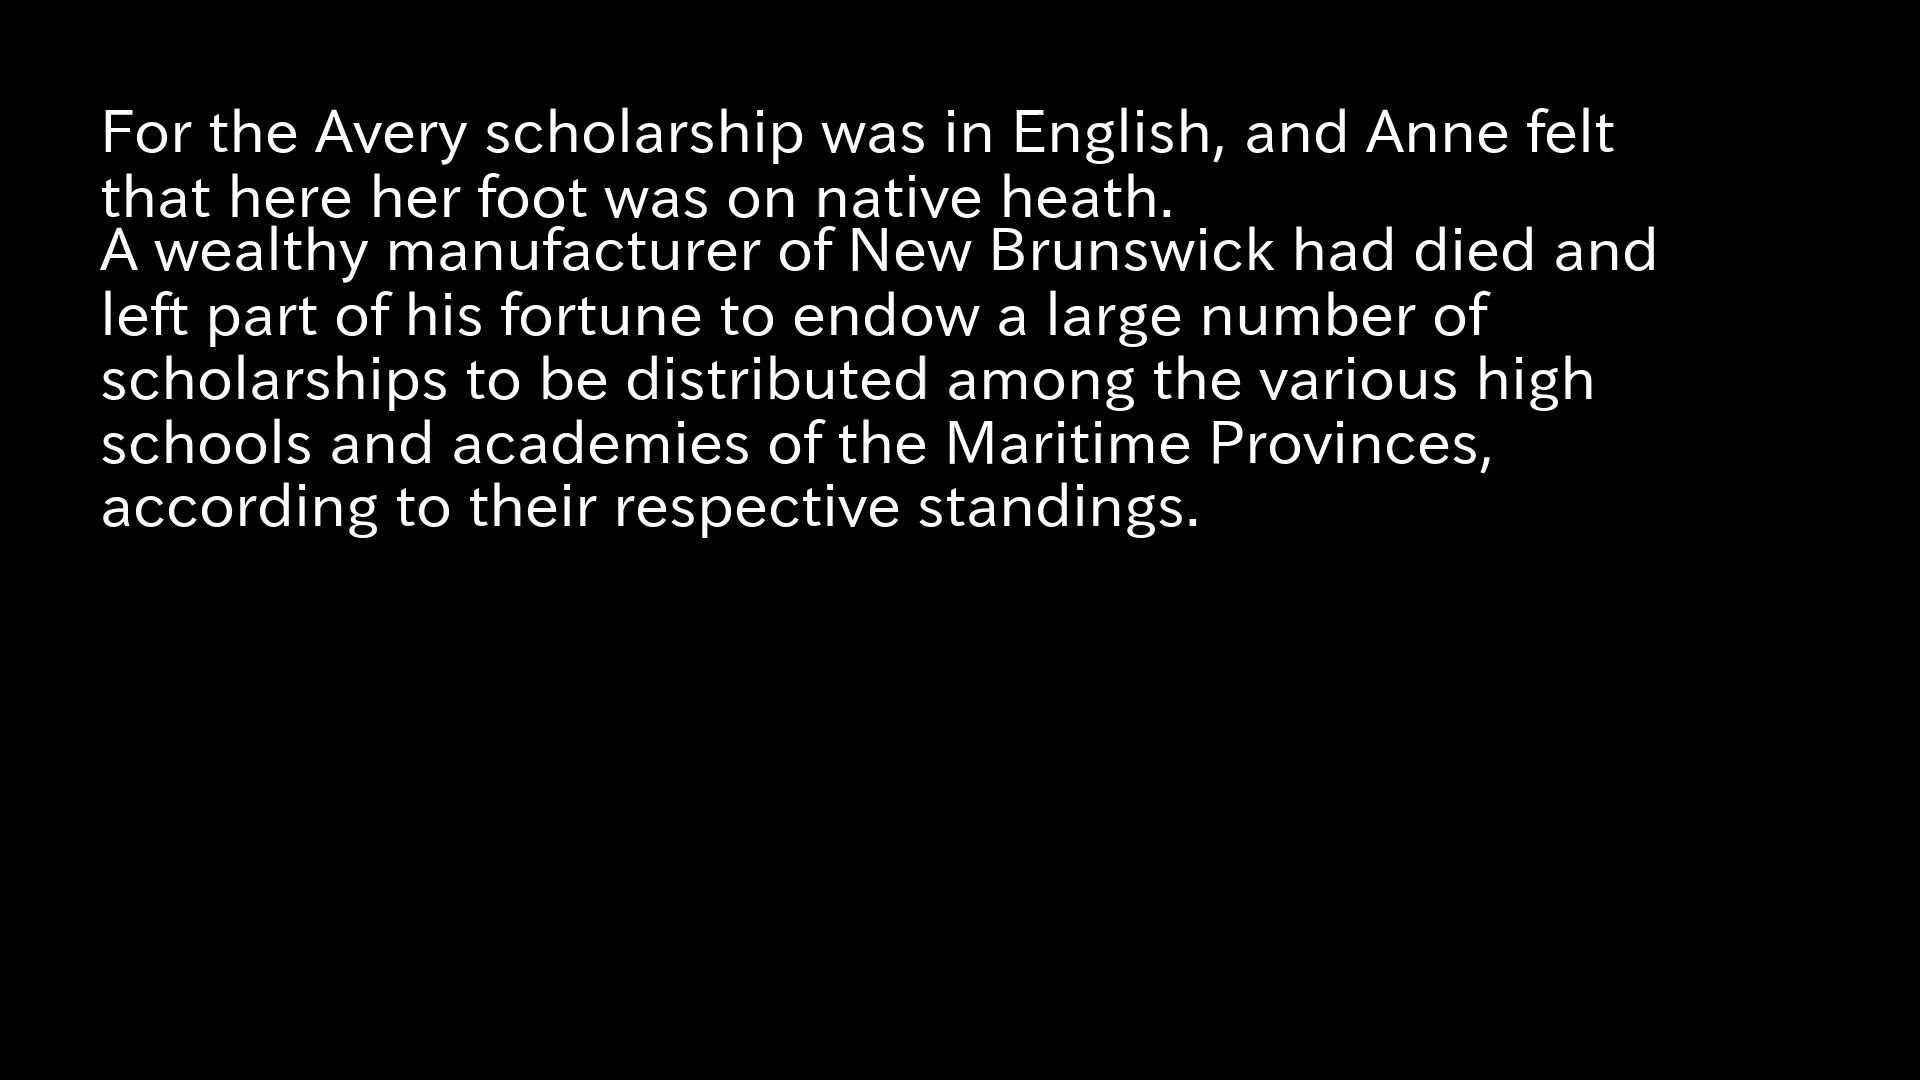 For the Avery scholarship was in English, and Anne felt
that here her foot was on native heath.
A wealthy manufacturer of New Brunswick had died and
left part of his fortune to endow a large number of
scholarships to be distributed among the various high
schools and academies of the Maritime Provinces,
according to their respective standings.